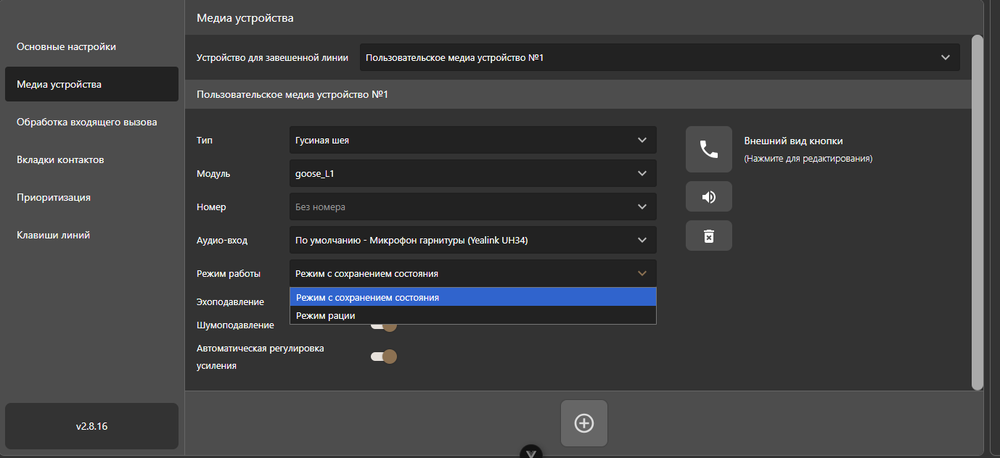 Медиа устройства
Основные настройки
Медиа устройства
Обработка входящего вызова
Вкладки контактов
Приоритизация
Клавиши линий
v2.8.16
Устройство для завешенной линии
Пользовательское медиа устройство №1
Пользовательское медиа устройство №1
Тип
Гусиная шея
Модуль
goose_L1
Номер
Без номера
Аудио-вход
По умолчанию - Микрофон гарнитуры (Yealink UH34)
Режим работы
Режим с сохранением состояния
Режим с сохранением состояния
Режим рации
Эхоподавление
Шумоподавление
Автоматическая регулировка
усиления
Внешний вид кнопки
(Нажмите для редактирования)